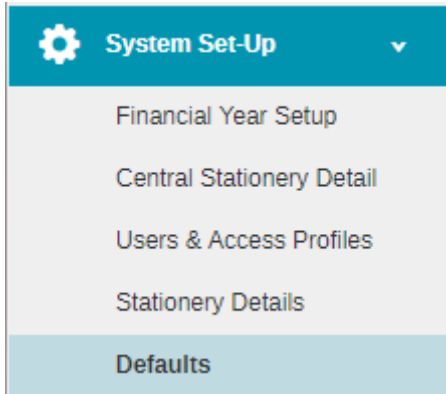 System Set-Up
Financial Year Setup
Central Stationery Detail
Users & Access Profiles
Stationery Details
Defaults